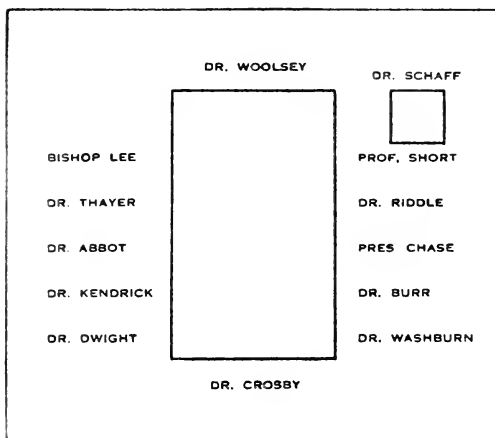 DR. WOOLSEY
DR. SCHAFF
BISHOP LEE
PROF. SHORT
DR. THAYER
DR. RIDDLE
DR. ABBOT
PRES CHASE
DR. KENDRICK
DR. BURR
DR. DWIGHT
DR. WASHBURN
DR. CROSBY